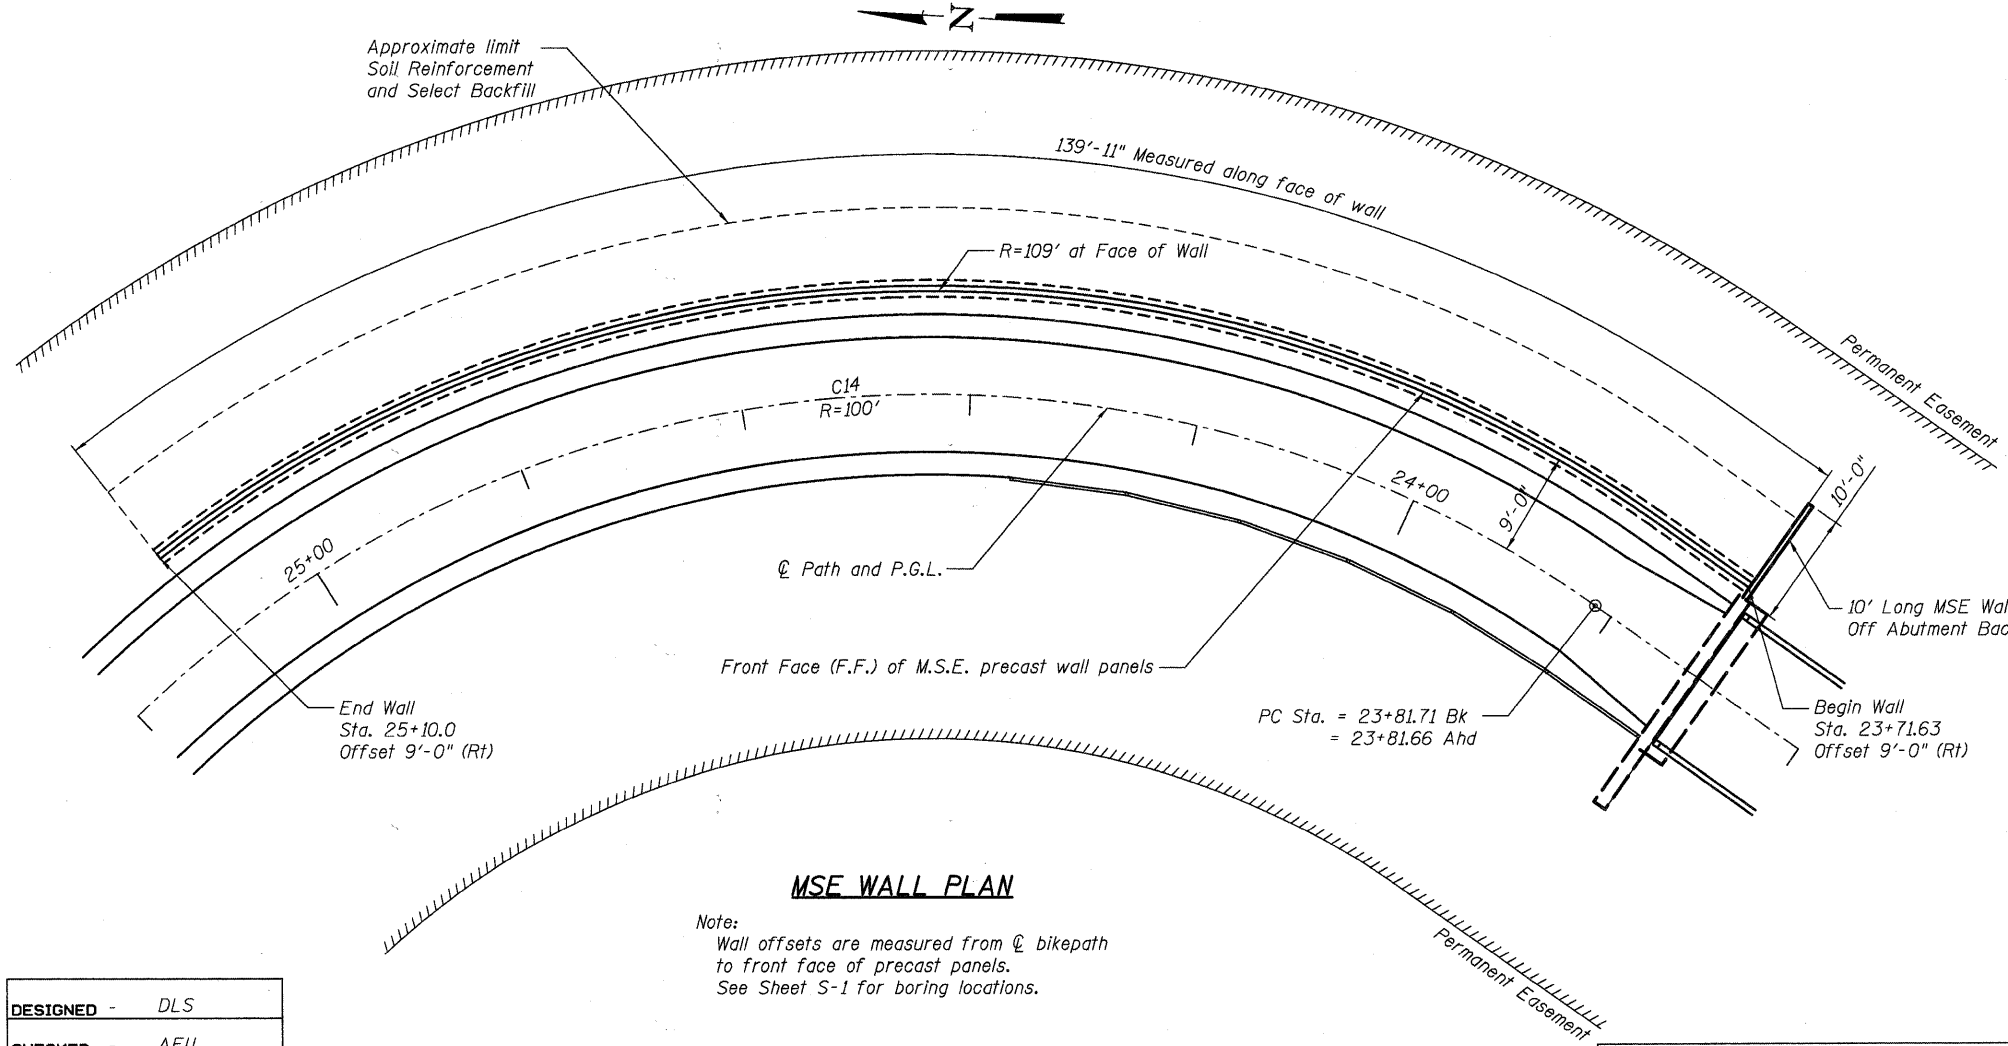 N
Approximate limit
Soil Reinforcement
and Select Backfill
139'-11" Measured along face of wall
R=109' at Face of Wall
Permanent Easement
C14
R=100'
10'-0"
24+00
9'-0"
25+00
℄ Path and P.G.L.
10' Long MSE
Off Abutment
Front Face (F.F.) of M.S.E. precast wall panels
End Wall
Sta. 25+10.0
Offset 9'-0" (Rt)
PC Sta. = 23+81.71 Bk
= 23+81.66 Ahd
Begin Wall
Sta. 23+71.63
Offset 9'-0" (Rt)
MSE WALL PLAN
Note:
Wall offsets are measured from ℄ bikepath
to front face of precast panels.
See Sheet S-1 for boring locations.
Permanent Easement
DESIGNED - DLS